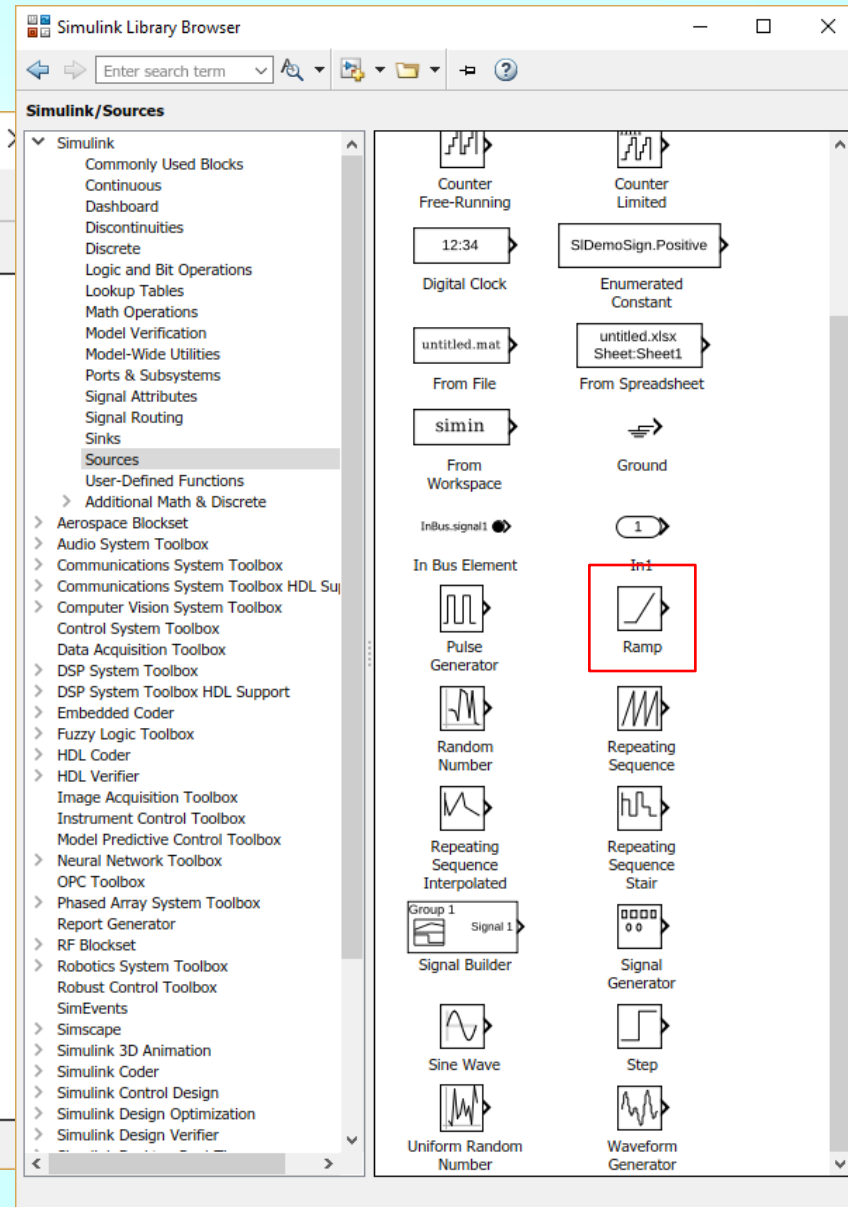 Simulink Library Browser
Enter search term
Simulink/Sources
Simulink
Commonly Used Blocks
Continuous
Dashboard
Discontinuities
Discrete
Logic and Bit Operations
Lookup Tables
Math Operations
Model Verification
Model-Wide Utilities
Ports & Subsystems
Signal Attributes
Signal Routing
Sinks
Sources
User-Defined Functions
Additional Math & Discrete
Aerospace Blockset
Audio System Toolbox
Communications System Toolbox
Communications System Toolbox HDL Su
Computer Vision System Toolbox
Control System Toolbox
Data Acquisition Toolbox
DSP System Toolbox
DSP System Toolbox HDL Support
Embedded Coder
Fuzzy Logic Toolbox
HDL Coder
HDL Verifier
Image Acquisition Toolbox
Instrument Control Toolbox
Model Predictive Control Toolbox
Neural Network Toolbox
OPC Toolbox
Phased Array System Toolbox
Report Generator
RF Blockset
Robotics System Toolbox
Robust Control Toolbox
SimEvents
Simscape
Simulink 3D Animation
Simulink Coder
Simulink Control Design
Simulink Design Optimization
Simulink Design Verifier
Counter
Free-Running
Counter
Limited
12:34
Digital Clock
SlDemoSign.Positive
Enumerated
Constant
untitled.mat
From File
untitled.xlsx
Sheet:Sheet1
From Spreadsheet
simin
From
Workspace
Ground
InBus.signal1
In Bus Element
1
In1
Pulse
Generator
Ramp
Random
Number
Repeating
Sequence
Repeating
Sequence
Interpolated
Repeating
Sequence
Stair
Group 1
Signal 1
Signal Builder
Signal
Generator
Sine Wave
Step
Uniform Random
Number
Waveform
Generator